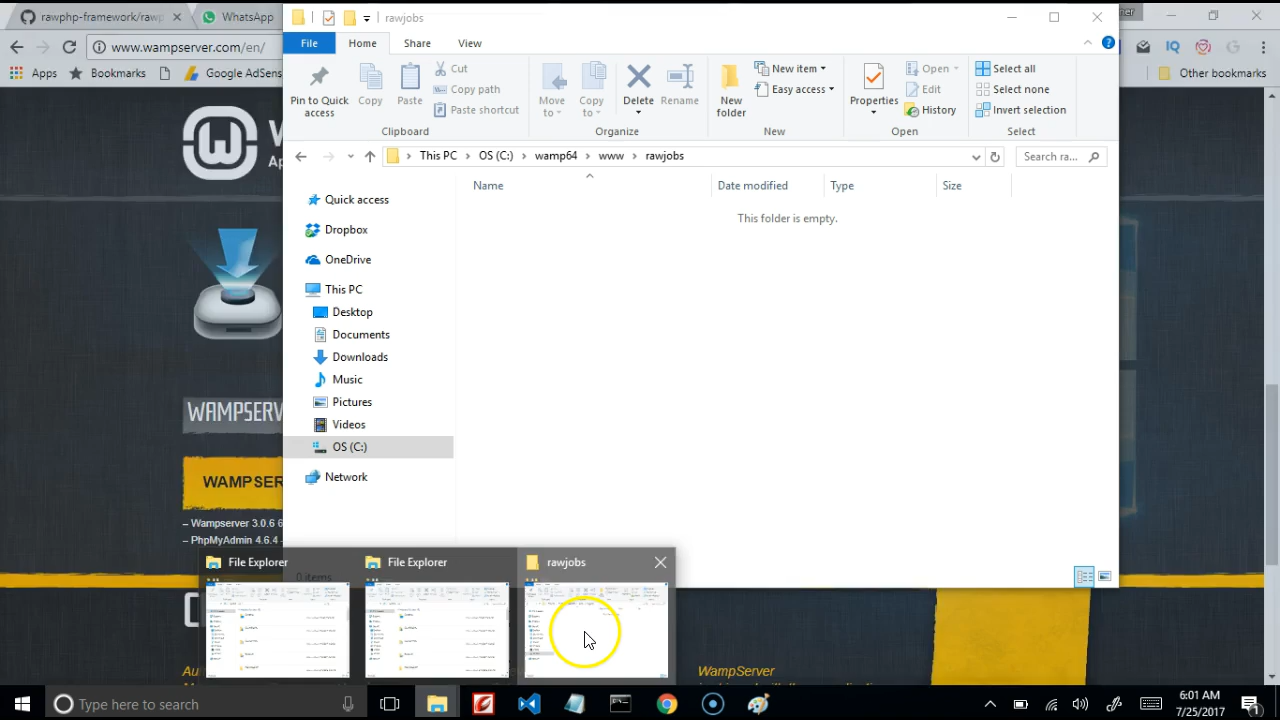 rawphp-framework/rawp
WhatsApp
rawjobs
www.wampserver.com/en/
Apps
Bookmarks
Google AdSens
Other bookmarks
File
Home
Share
View
Pin to Quick access
Copy
Paste
Cut
Copy path
Paste shortcut
Clipboard
Move to
Copy to
Delete
Rename
Organize
New folder
New item
Easy access
New
Properties
Open
Edit
History
Open
Select all
Select none
Invert selection
Select
This PC > OS (C:) > wamp64 > www > rawjobs
Search ra...
Name
Date modified
Type
Size
This folder is empty.
Quick access
Dropbox
OneDrive
This PC
Desktop
Documents
Downloads
Music
Pictures
Videos
OS (C:)
Network
WAMPSERV
WAMPSER
– Wampserver 3.0.6 6
– PhpMyAdmin 4.6.4
0 items
File Explorer
File Explorer
rawjobs
WampServer
Type here to search
6:01 AM
7/25/2017